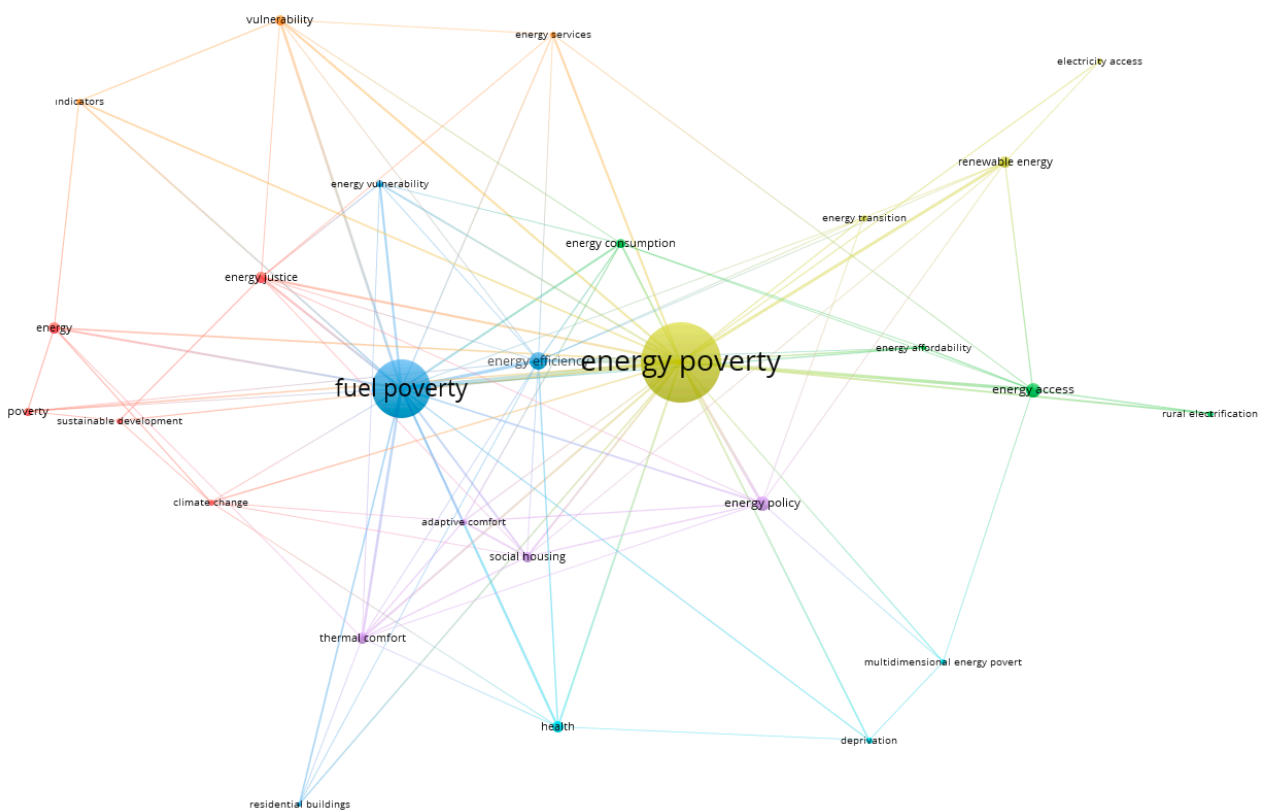 vulnerability
energy services
electricity access
indicators
renewable energy
energy vulnerability
energy transition
energy consumption
energy justice
energy
energy affordability
energy efficience
energy poverty
fuel poverty
energy access
poverty
sustainable development
rural electrification
climate change
energy policy
adaptive comfort
social housing
thermal comfort
multidimensional energy povert
health
deprivation
residential buildings